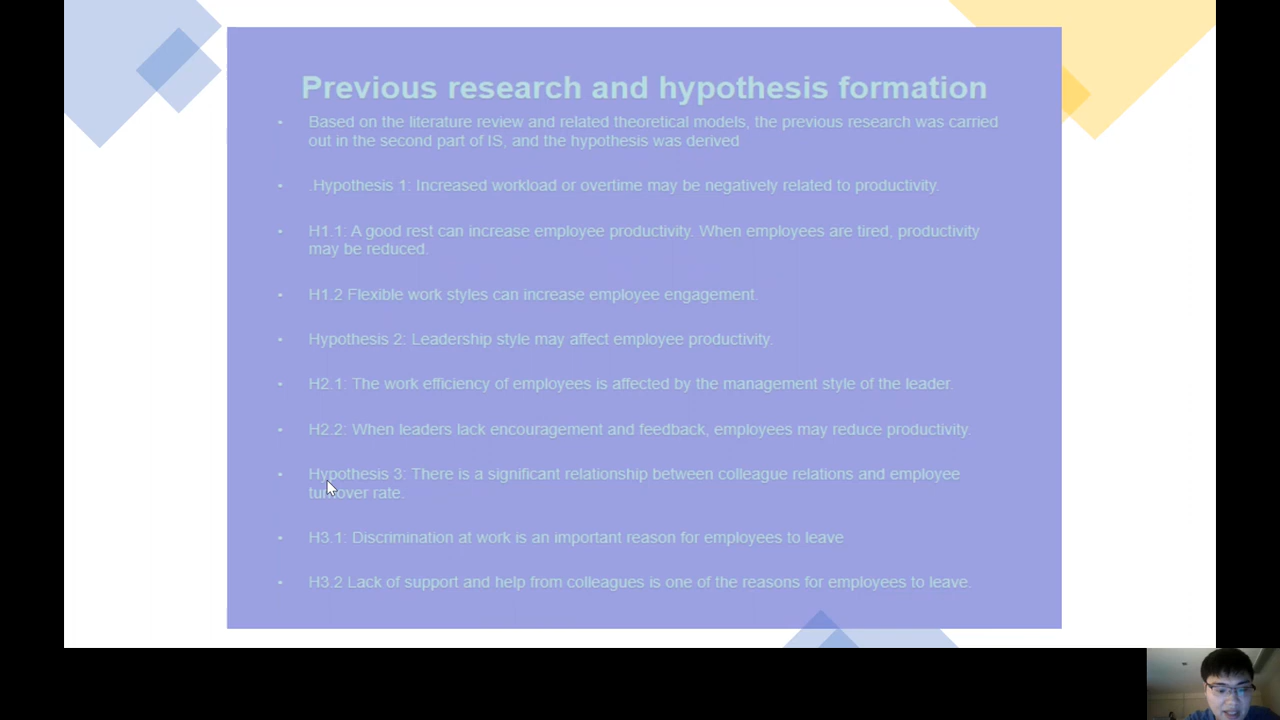 Previous research and hypothesis formation
• Based on the literature review and related theoretical models, the previous research was carried
out in the second part of IS, and the hypothesis was derived
• .Hypothesis 1: Increased workload or overtime may be negatively related to productivity.
• H1.1: A good rest can increase employee productivity. When employees are tired, productivity
may be reduced.
• H1.2 Flexible work styles can increase employee engagement.
• Hypothesis 2: Leadership style may affect employee productivity.
• H2.1: The work efficiency of employees is affected by the management style of the leader.
• H2.2: When leaders lack encouragement and feedback, employees may reduce productivity.
• Hypothesis 3: There is a significant relationship between colleague relations and employee
turnover rate.
• H3.1: Discrimination at work is an important reason for employees to leave
• H3.2 Lack of support and help from colleagues is one of the reasons for employees to leave.